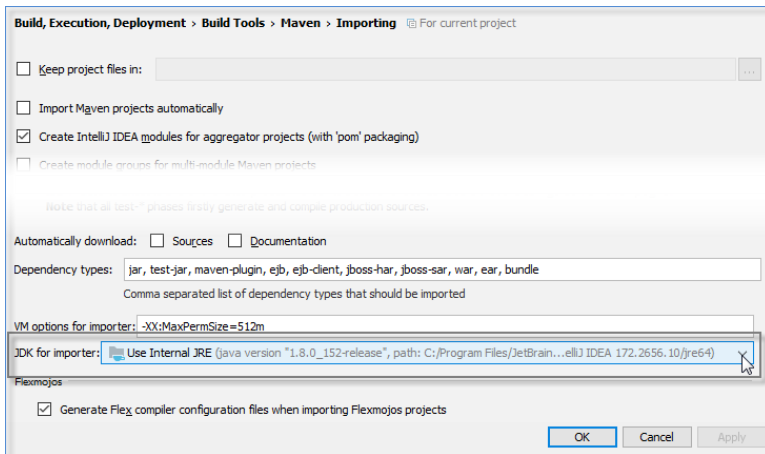 Build, Execution, Deployment › Build Tools › Maven › Importing For current project
Keep project files in:
...
Import Maven projects automatically
Create IntelliJ IDEA modules for aggregator projects (with 'pom' packaging)
Create module groups for multi-module Maven projects
Note that all test-* phases firstly generate and compile production sources.
Automatically download: Sources Documentation
Dependency types: jar, test-jar, maven-plugin, ejb, ejb-client, jboss-har, jboss-sar, war, ear, bundle
Comma separated list of dependency types that should be imported
VM options for importer: -XX:MaxPermSize=512m
JDK for importer: Use Internal JRE (java version "1.8.0_152-release", path: C:/Program Files/JetBrain...elliJ IDEA 172.2656.10/jre64)
Flexmojos
Generate Flex compiler configuration files when importing Flexmojos projects
OK Cancel Apply